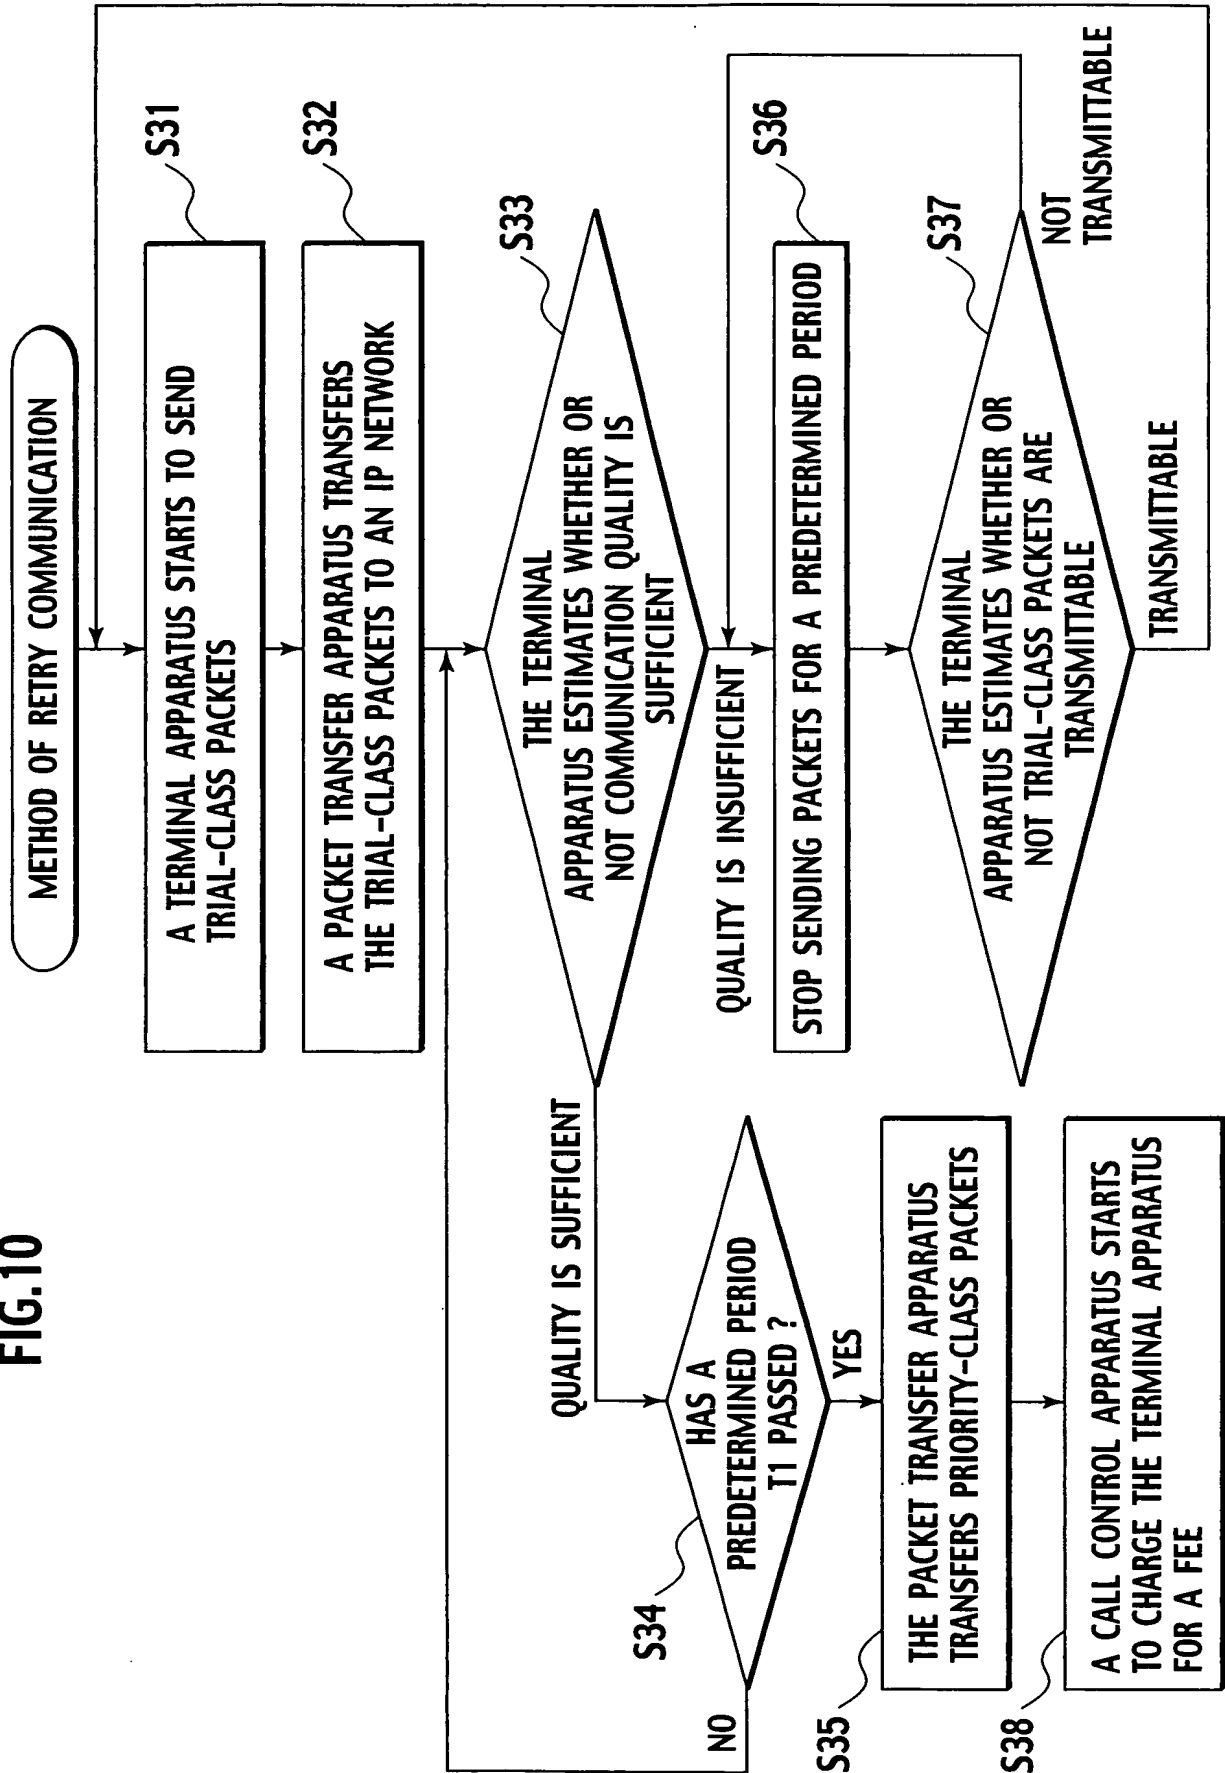 FIG.10
METHOD OF RETRY COMMUNICATION
A TERMINAL APPARATUS STARTS TO SEND
TRIAL-CLASS PACKETS
S31
A PACKET TRANSFER APPARATUS TRANSFERS
THE TRIAL-CLASS PACKETS TO AN IP NETWORK
S32
THE TERMINAL
APPARATUS ESTIMATES WHETHER OR
NOT COMMUNICATION QUALITY IS
SUFFICIENT
S33
QUALITY IS SUFFICIENT
QUALITY IS INSUFFICIENT
HAS A
PREDETERMINED PERIOD
T1 PASSED ?
S34
NO
YES
STOP SENDING PACKETS FOR A PREDETERMINED PERIOD
S36
THE PACKET TRANSFER APPARATUS
TRANSFERS PRIORITY-CLASS PACKETS
S35
THE TERMINAL
APPARATUS ESTIMATES WHETHER OR
NOT TRIAL-CLASS PACKETS ARE
TRANSMITTABLE
S37
NOT
TRANSMITTABLE
TRANSMITTABLE
A CALL CONTROL APPARATUS STARTS
TO CHARGE THE TERMINAL APPARATUS
FOR A FEE
S38